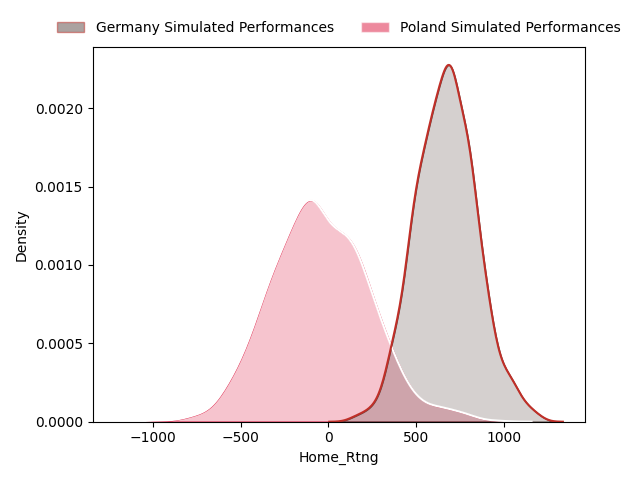 Germany Simulated Performances Poland Simulated Performances
0.0020
0.0015
0.0010
0.0005
0.0000
Density
−1000 −500 0 500 1000
Home_Rtng